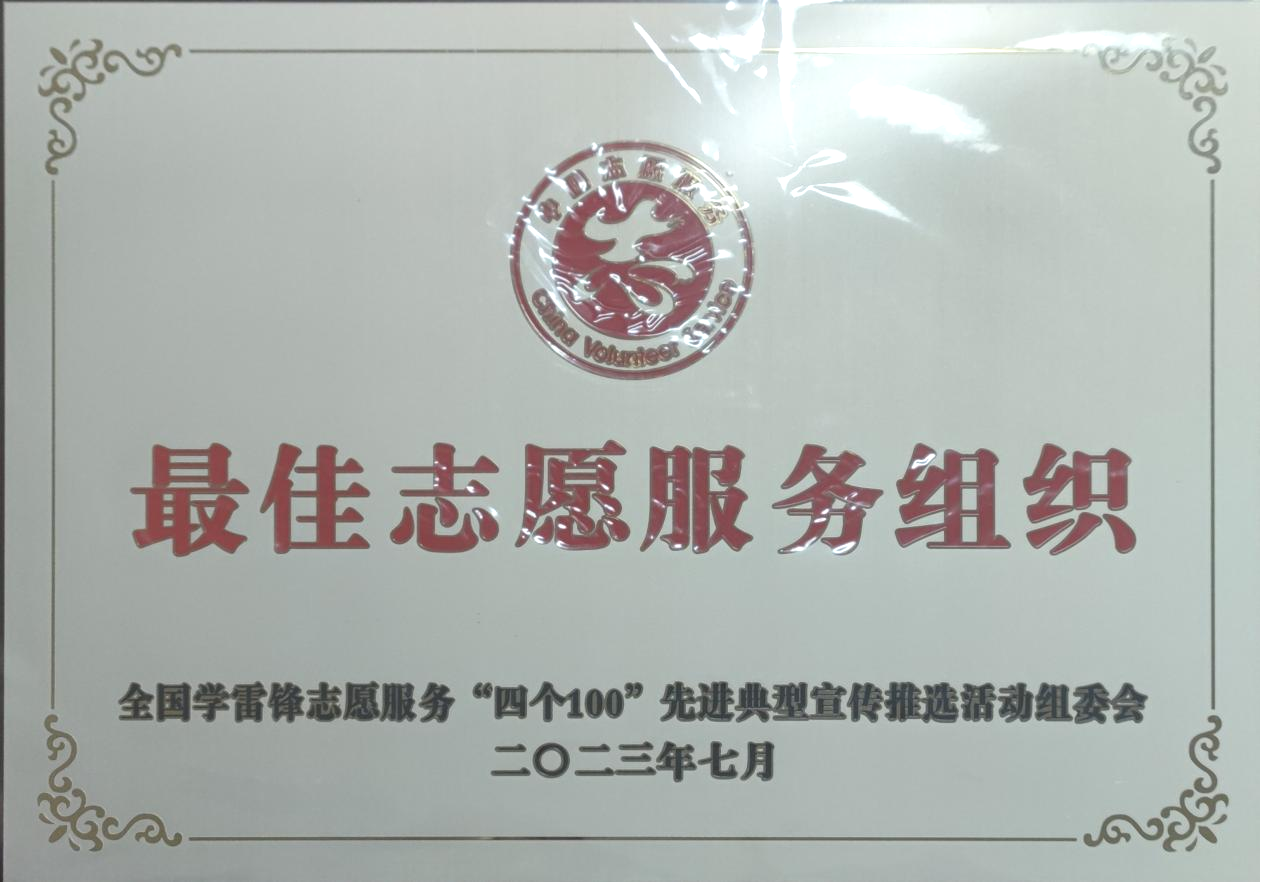 中国志愿服务
China Volunteer
最佳志愿服务组织
全国学雷锋志愿服务“四个100”先进典型宣传推选活动组委会
二〇二三年七月